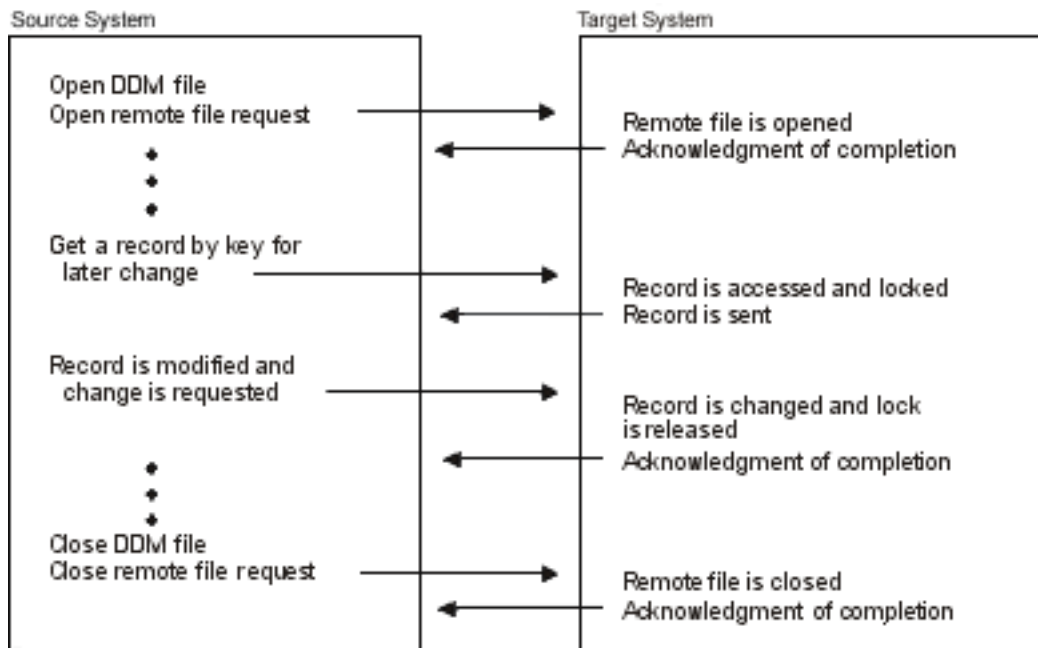 Source System
Target System
Open DDM file
Open remote file request
Remote file is opened
Acknowledgment of completion
Get a record by key for
later change
Record is accessed and locked
Record is sent
Record is modified and
change is requested
Record is changed and lock
is released
Acknowledgment of completion
Close DDM file
Close remote file request
Remote file is closed
Acknowledgment of completion